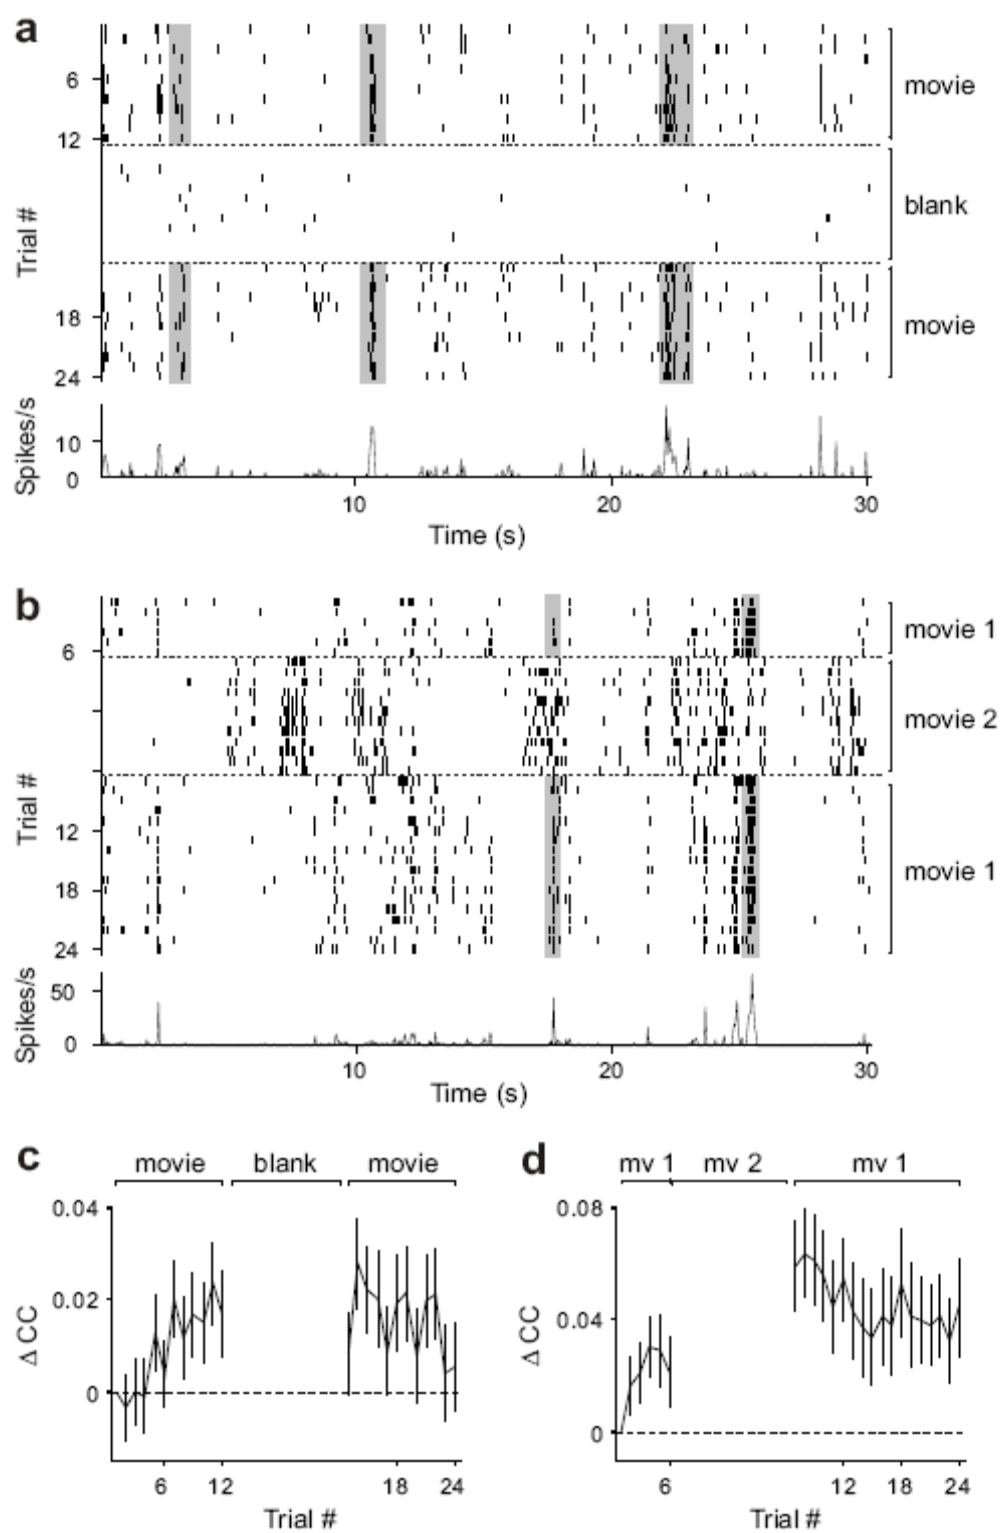 a
6
12
18
24
Trial #
movie
blank
movie
10
0
Spikes/s
10
20
30
Time (s)
b
6
12
18
24
Trial #
movie 1
movie 2
movie 1
50
0
Spikes/s
10
20
30
Time (s)
c
movie
blank
movie
0.04
0.02
0
Δ CC
6
12
18
24
Trial #
d
mv 1
mv 2
mv 1
0.08
0.04
0
Δ CC
6
12
18
24
Trial #